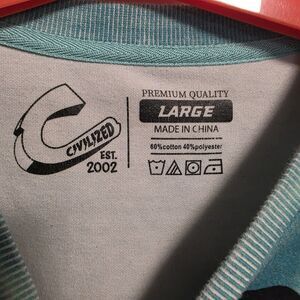 CIVILIZED
EST.
2002
PREMIUM QUALITY
LARGE
MADE IN CHINA
60%cotton 40%polyester